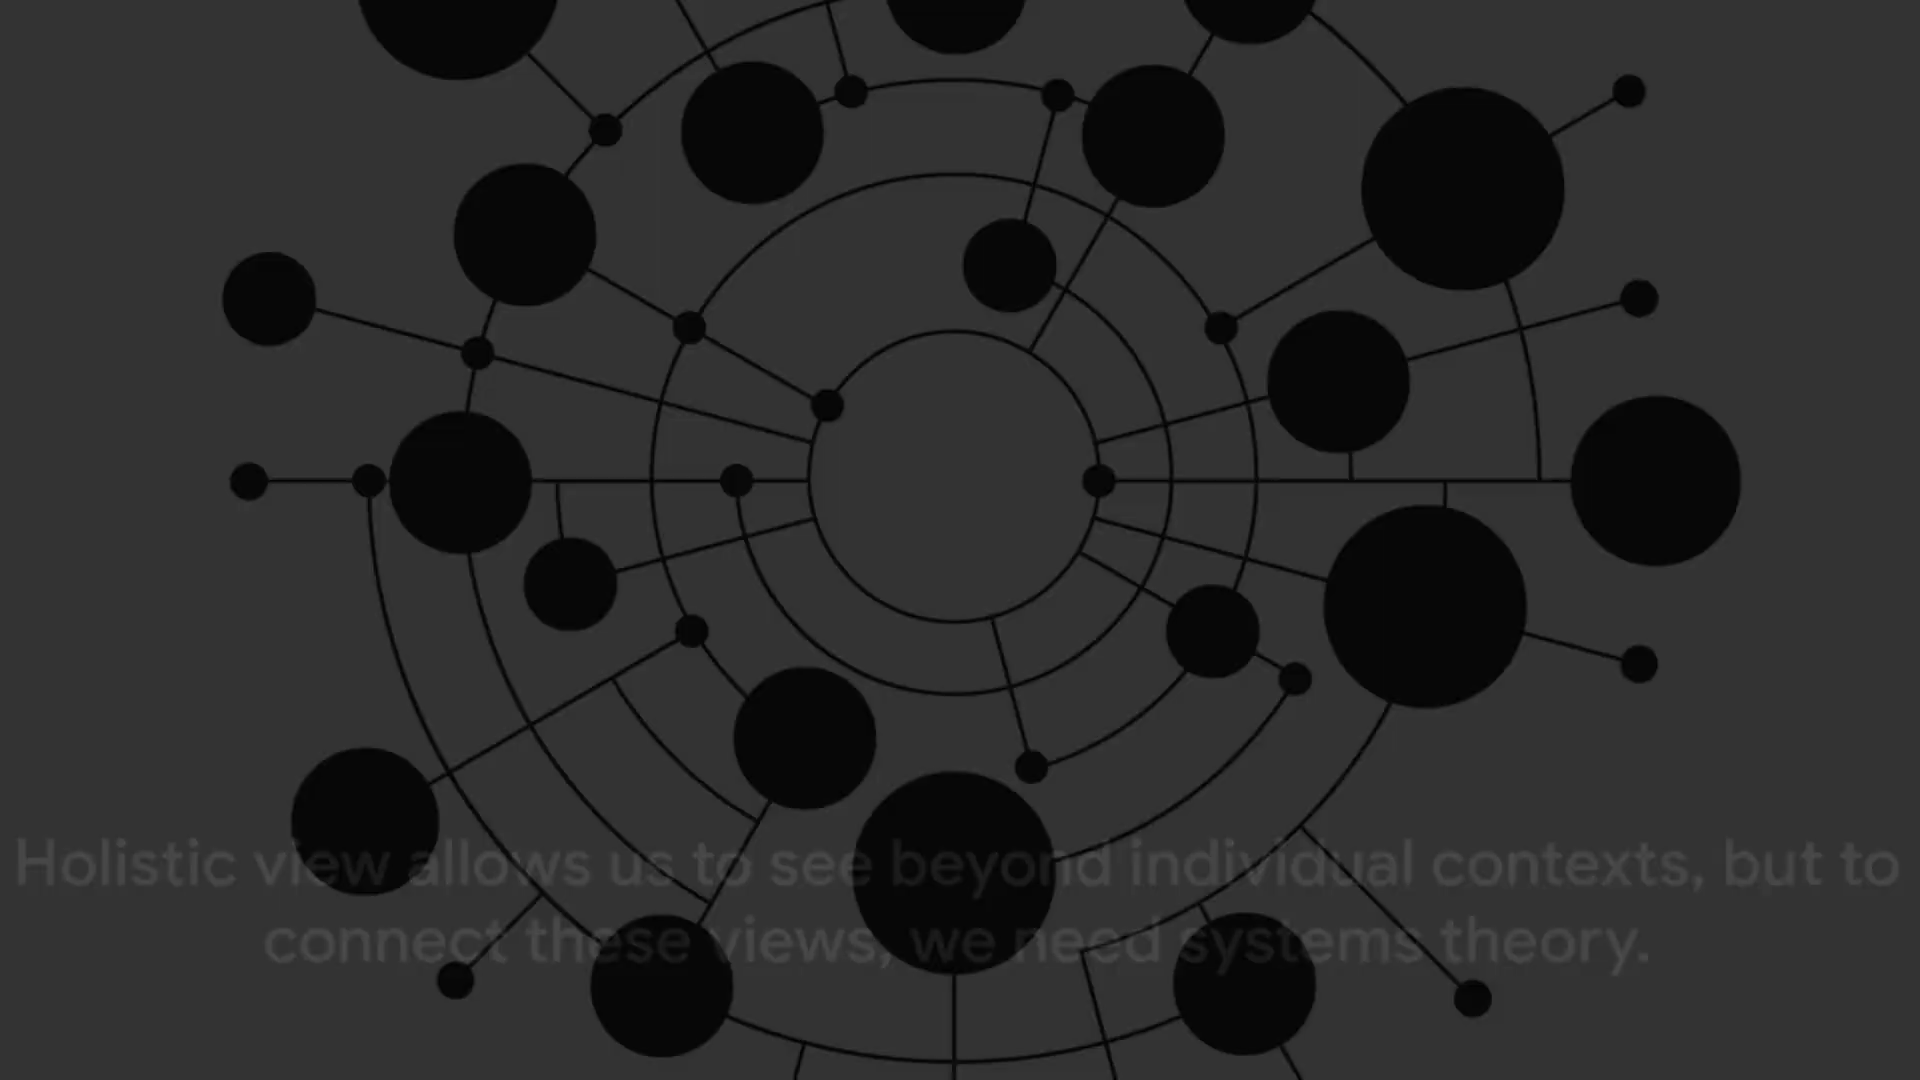 Holistic view allows us to see beyond individual contexts, but to
connect these views, we need systems theory.